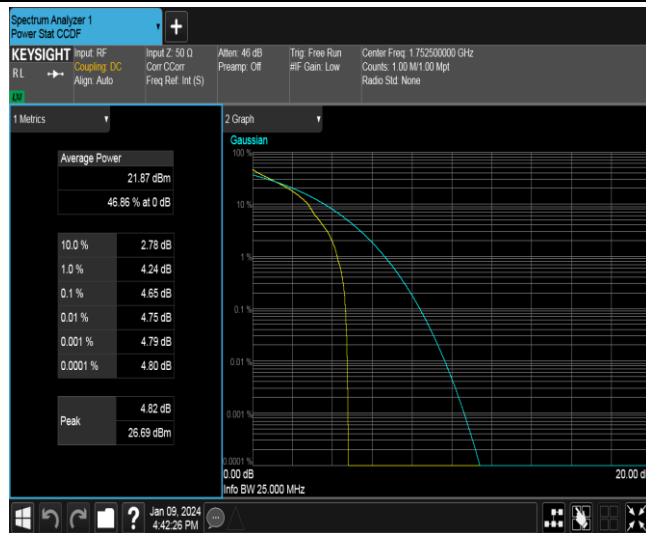 Spectrum Analyzer 1
Power Stat CCDF
KEYSIGHT
RL
Input: RF
Coupling: DC
Align: Auto
Input Z: 50 Ω
Corr CCorr
Freq Ref: Int (S)
Atten: 46 dB
Preamp: Off
Trig: Free Run
#IF Gain: Low
Center Freq: 1.752500000 GHz
Counts: 1.00 M/1.00 Mpt
Radio Std: None
1 Metrics
Average Power
21.87 dBm
46.86 % at 0 dB
10.0 % 2.78 dB
1.0 % 4.24 dB
0.1 % 4.65 dB
0.01 % 4.75 dB
0.001 % 4.79 dB
0.0001 % 4.80 dB
Peak
4.82 dB
26.69 dBm
2 Graph
Gaussian
100 %
10 %
1 %
0.1 %
0.01 %
0.001 %
0.0001 %
0.00 dB
20.00 d
Info BW 25.000 MHz
?
Jan 09, 2024
4:42:26 PM